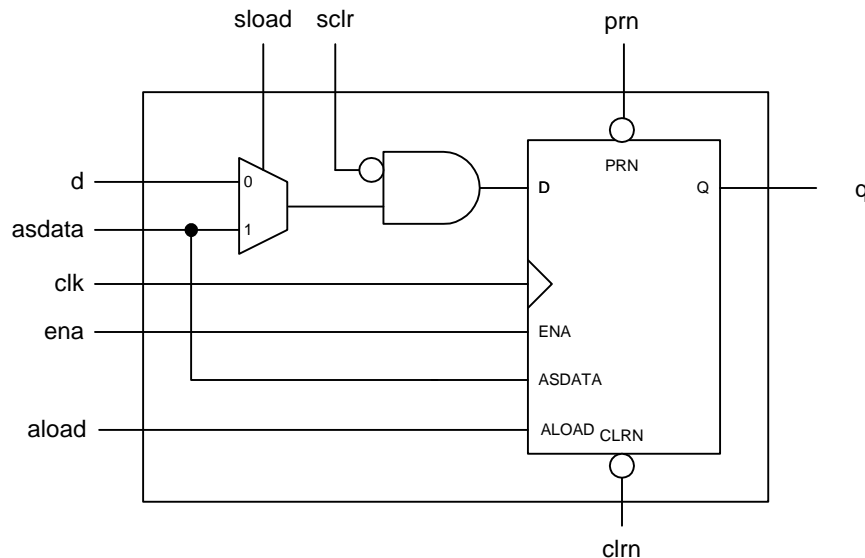 sload
sclr
prn
PRN
d
0
D
Q
q
asdata
1
clk
ena
ENA
ASDATA
aload
ALOAD
CLRN
clrn